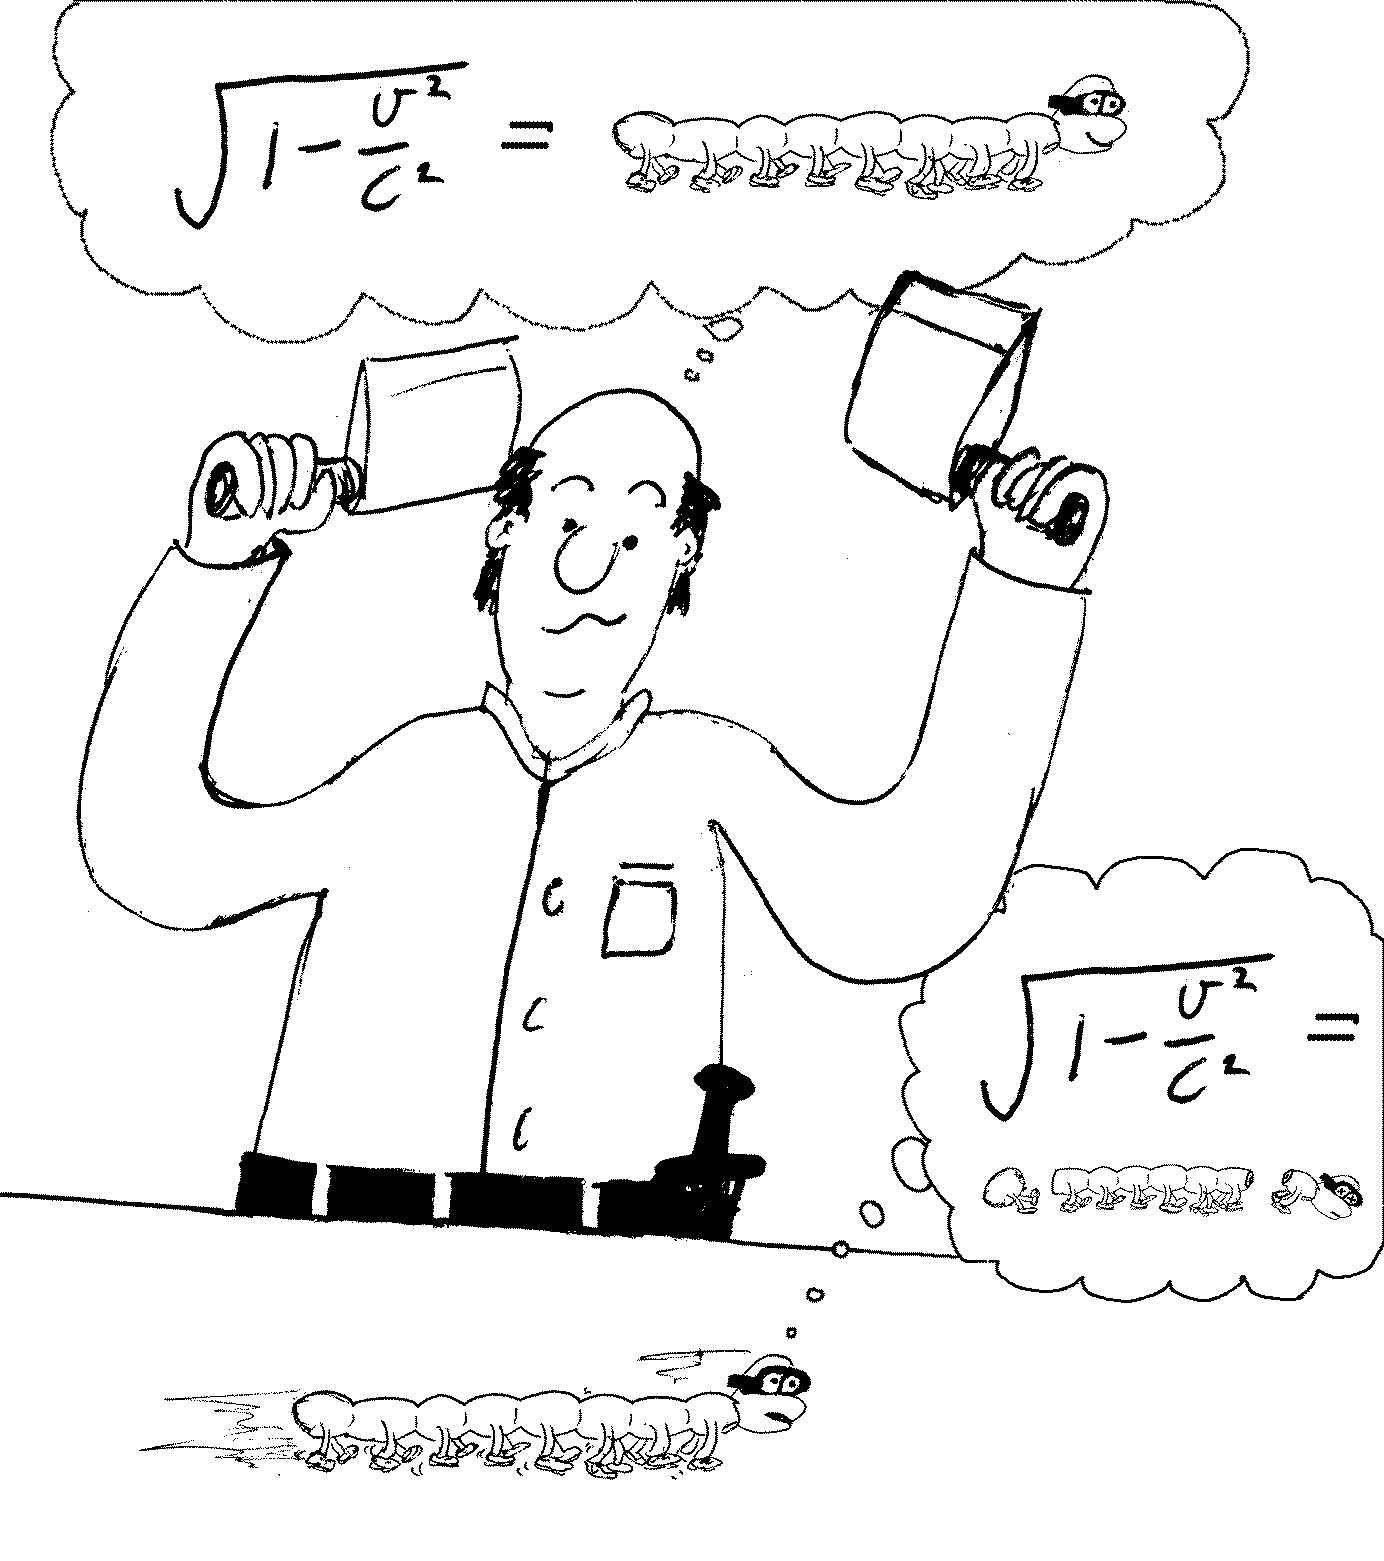 √(1 - v²/c²) =
√(1 - v²/c²) =